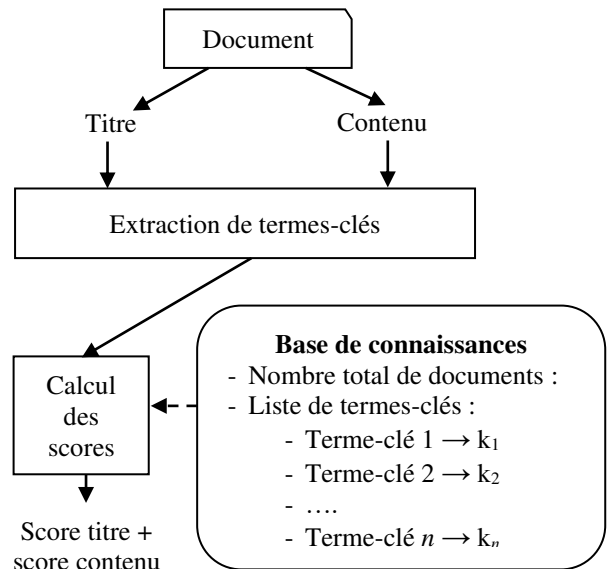 Document
Titre
Contenu
Extraction de termes-clés
Calcul
des
scores
Base de connaissances
- Nombre total de documents :
- Liste de termes-clés :
- Terme-clé 1 → k₁
- Terme-clé 2 → k₂
- ….
- Terme-clé n → kₙ
Score titre +
score contenu